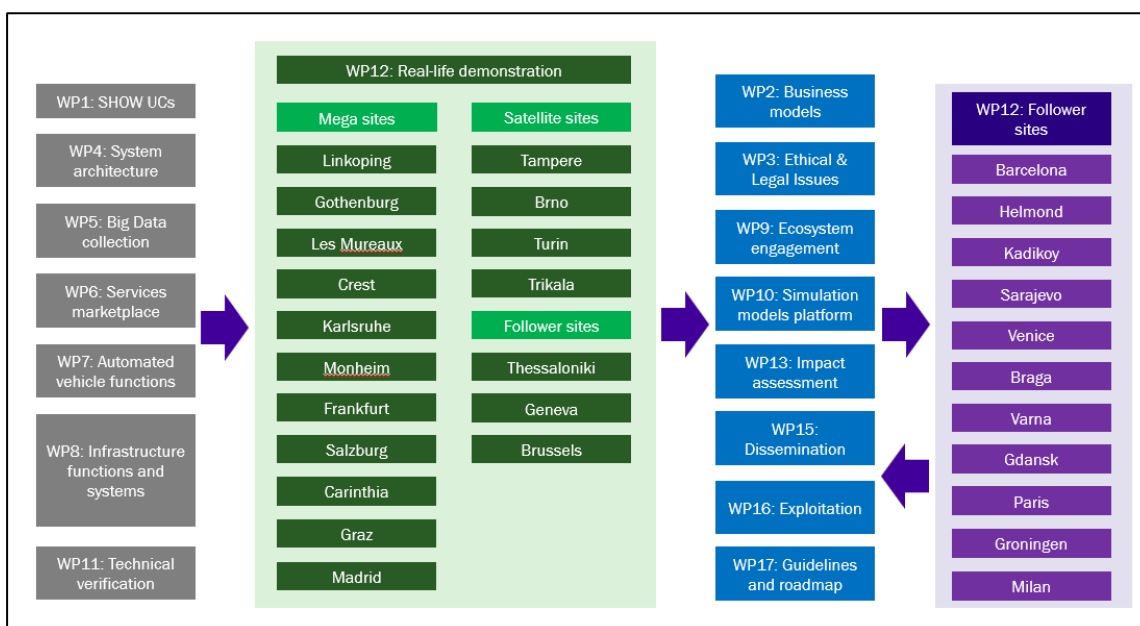 WP1: SHOW UCs
WP4: System
architecture
WP5: Big Data
collection
WP6: Services
marketplace
WP7: Automated
vehicle functions
WP8: Infrastructure
functions and
systems
WP11: Technical
verification
WP12: Real-life demonstration
Mega sites
Linkoping
Gothenburg
Les Mureaux
Crest
Karlsruhe
Monheim
Frankfurt
Salzburg
Carinthia
Graz
Madrid
Satellite sites
Tampere
Brno
Turin
Trikala
Follower sites
Thessaloniki
Geneva
Brussels
WP2: Business
models
WP3: Ethical &
Legal Issues
WP9: Ecosystem
engagement
WP10: Simulation
models platform
WP13: Impact
assessment
WP15:
Dissemination
WP16: Exploitation
WP17: Guidelines
and roadmap
WP12: Follower
sites
Barcelona
Helmond
Kadikoy
Sarajevo
Venice
Braga
Varna
Gdansk
Paris
Groningen
Milan